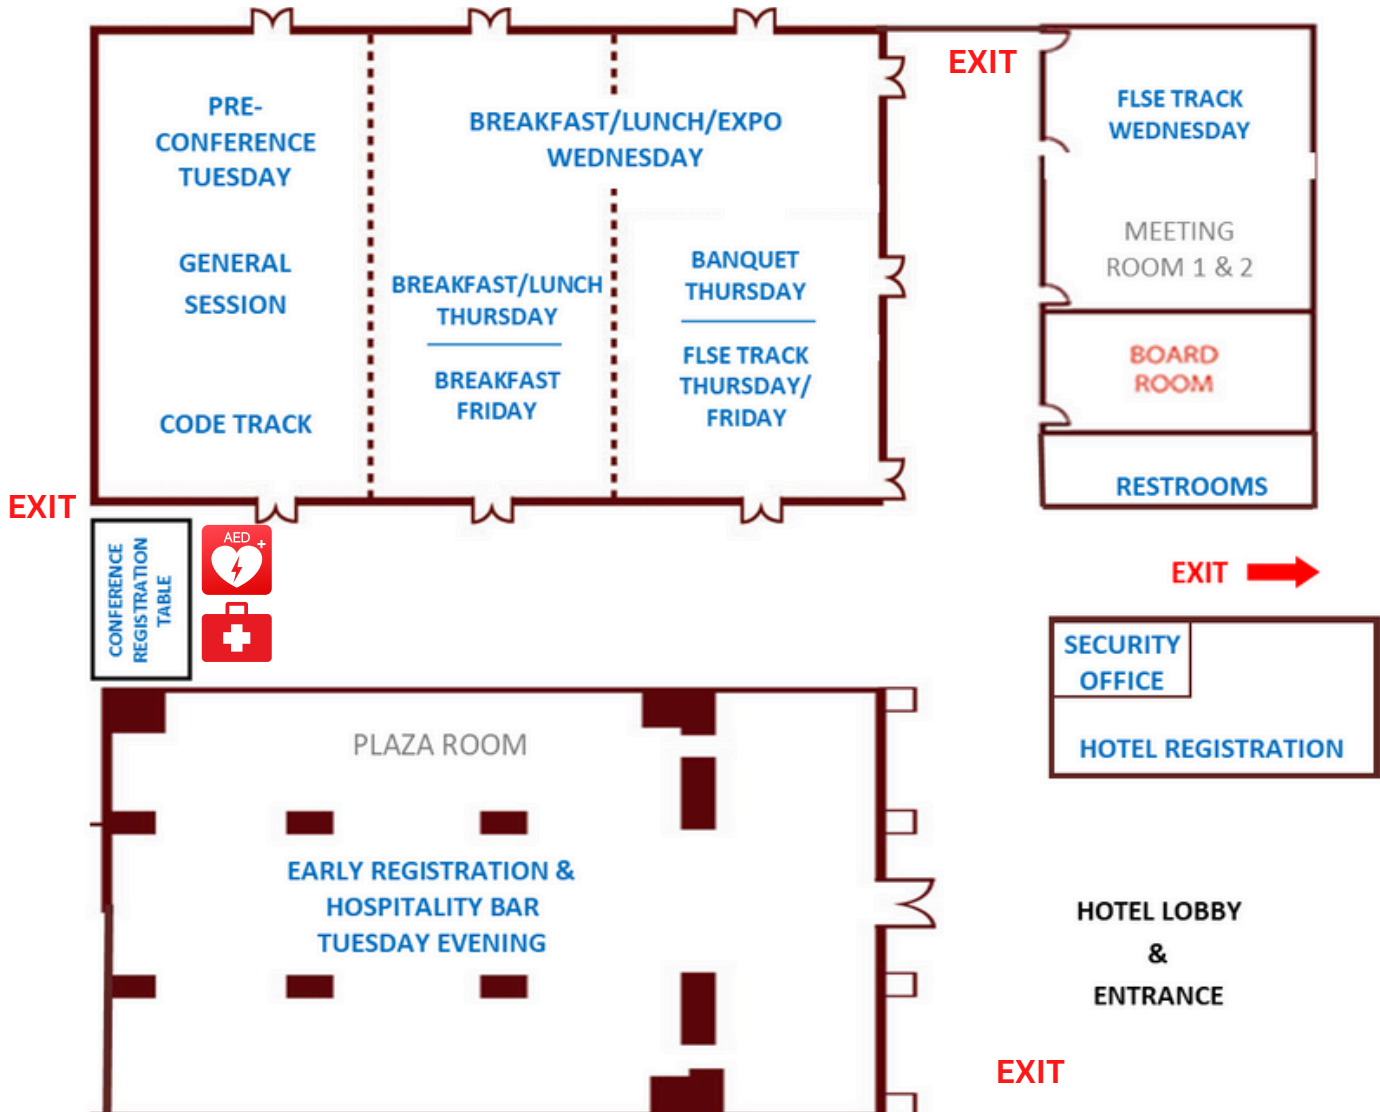 EXIT
PRE-
CONFERENCE
TUESDAY
GENERAL
SESSION
CODE TRACK
BREAKFAST/LUNCH/EXPO
WEDNESDAY
BREAKFAST/LUNCH
THURSDAY
BREAKFAST
FRIDAY
BANQUET
THURSDAY
FLSE TRACK
THURSDAY/
FRIDAY
FLSE TRACK
WEDNESDAY
MEETING
ROOM 1 & 2
BOARD
ROOM
RESTROOMS
EXIT
CONFERENCE
REGISTRATION
TABLE
AED
EXIT
SECURITY
OFFICE
HOTEL REGISTRATION
PLAZA ROOM
EARLY REGISTRATION &
HOSPITALITY BAR
TUESDAY EVENING
HOTEL LOBBY
&
ENTRANCE
EXIT